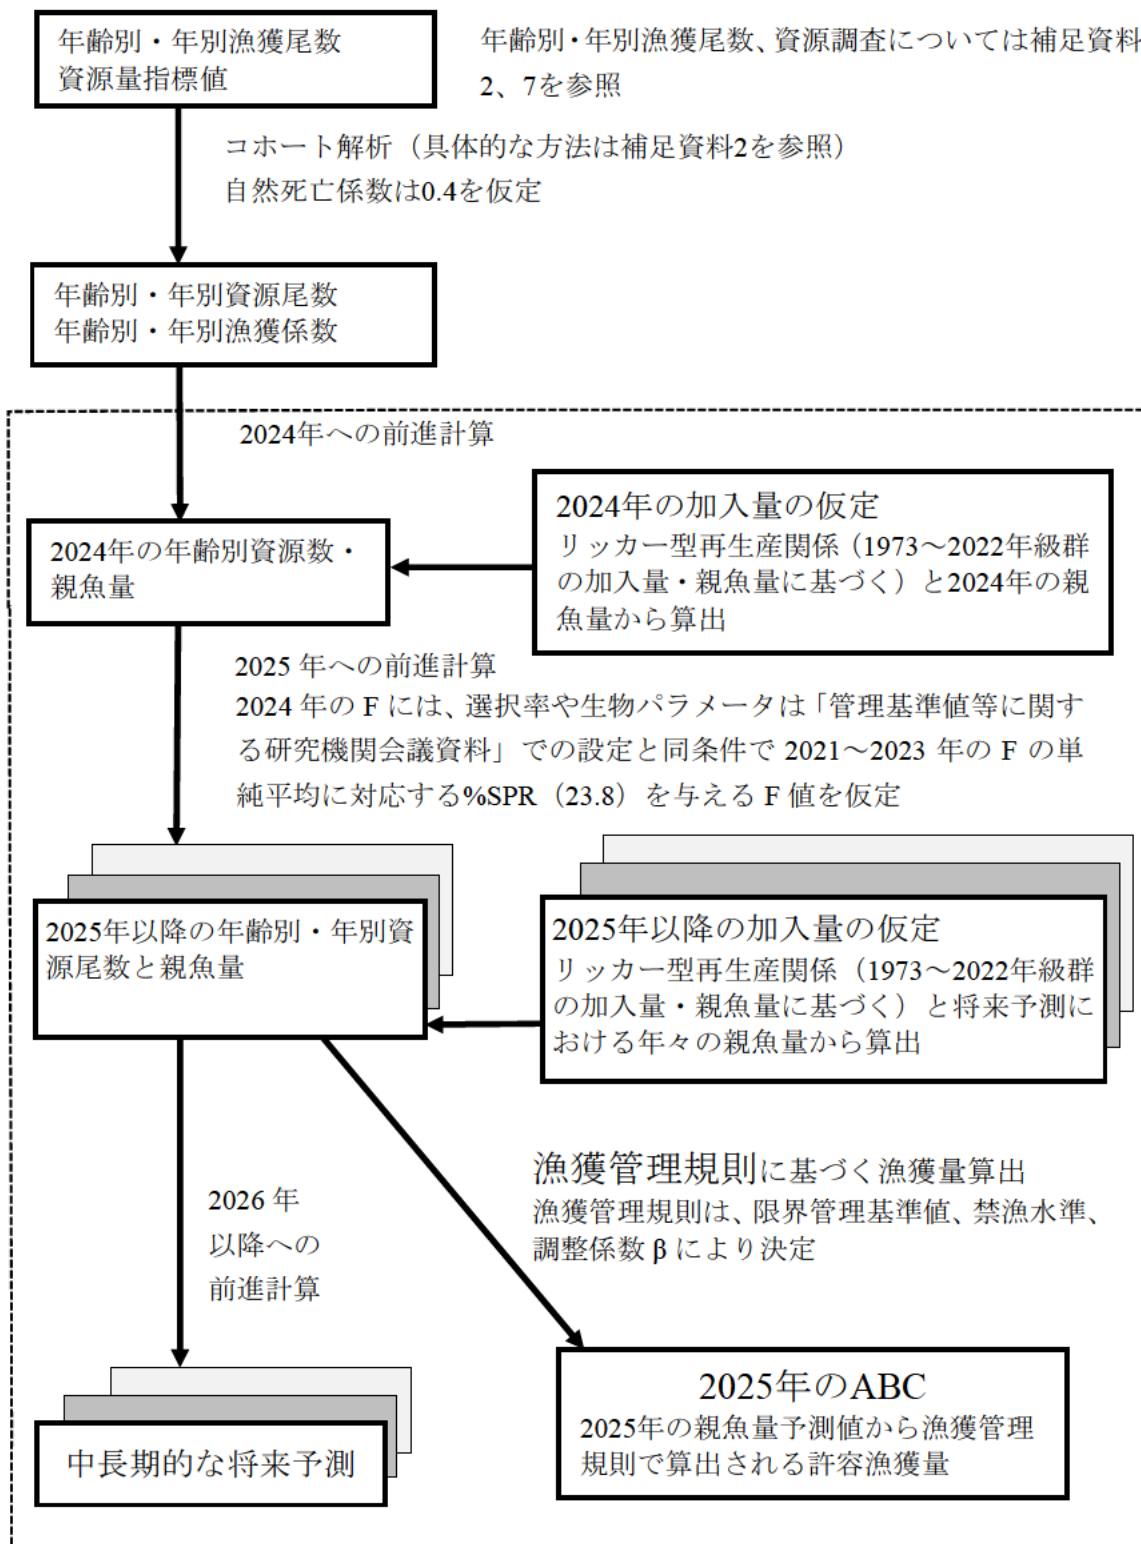 年齢別・年別漁獲尾数
資源量指標値
年齢別・年別漁獲尾数、資源調査については補足資料
2、7を参照
コホート解析（具体的な方法は補足資料2を参照）
自然死亡係数は0.4を仮定
年齢別・年別資源尾数
年齢別・年別漁獲係数
2024年への前進計算
2024年の年齢別資源数・
親魚量
2024年の加入量の仮定
リッカー型再生産関係（1973～2022年級群
の加入量・親魚量に基づく）と2024年の親
魚量から算出
2025 年への前進計算
2024 年の F には、選択率や生物パラメータは「管理基準値等に関す
る研究機関会議資料」での設定と同条件で 2021～2023 年の F の単
純平均に対応する%SPR（23.8）を与える F 値を仮定
2025年以降の年齢別・年別資
源尾数と親魚量
2025年以降の加入量の仮定
リッカー型再生産関係（1973～2022年級群
の加入量・親魚量に基づく）と将来予測に
おける年々の親魚量から算出
漁獲管理規則に基づく漁獲量算出
漁獲管理規則は、限界管理基準値、禁漁水準、
調整係数 β により決定
2026 年
以降への
前進計算
中長期的な将来予測
2025年のABC
2025年の親魚量予測値から漁獲管理
規則で算出される許容漁獲量